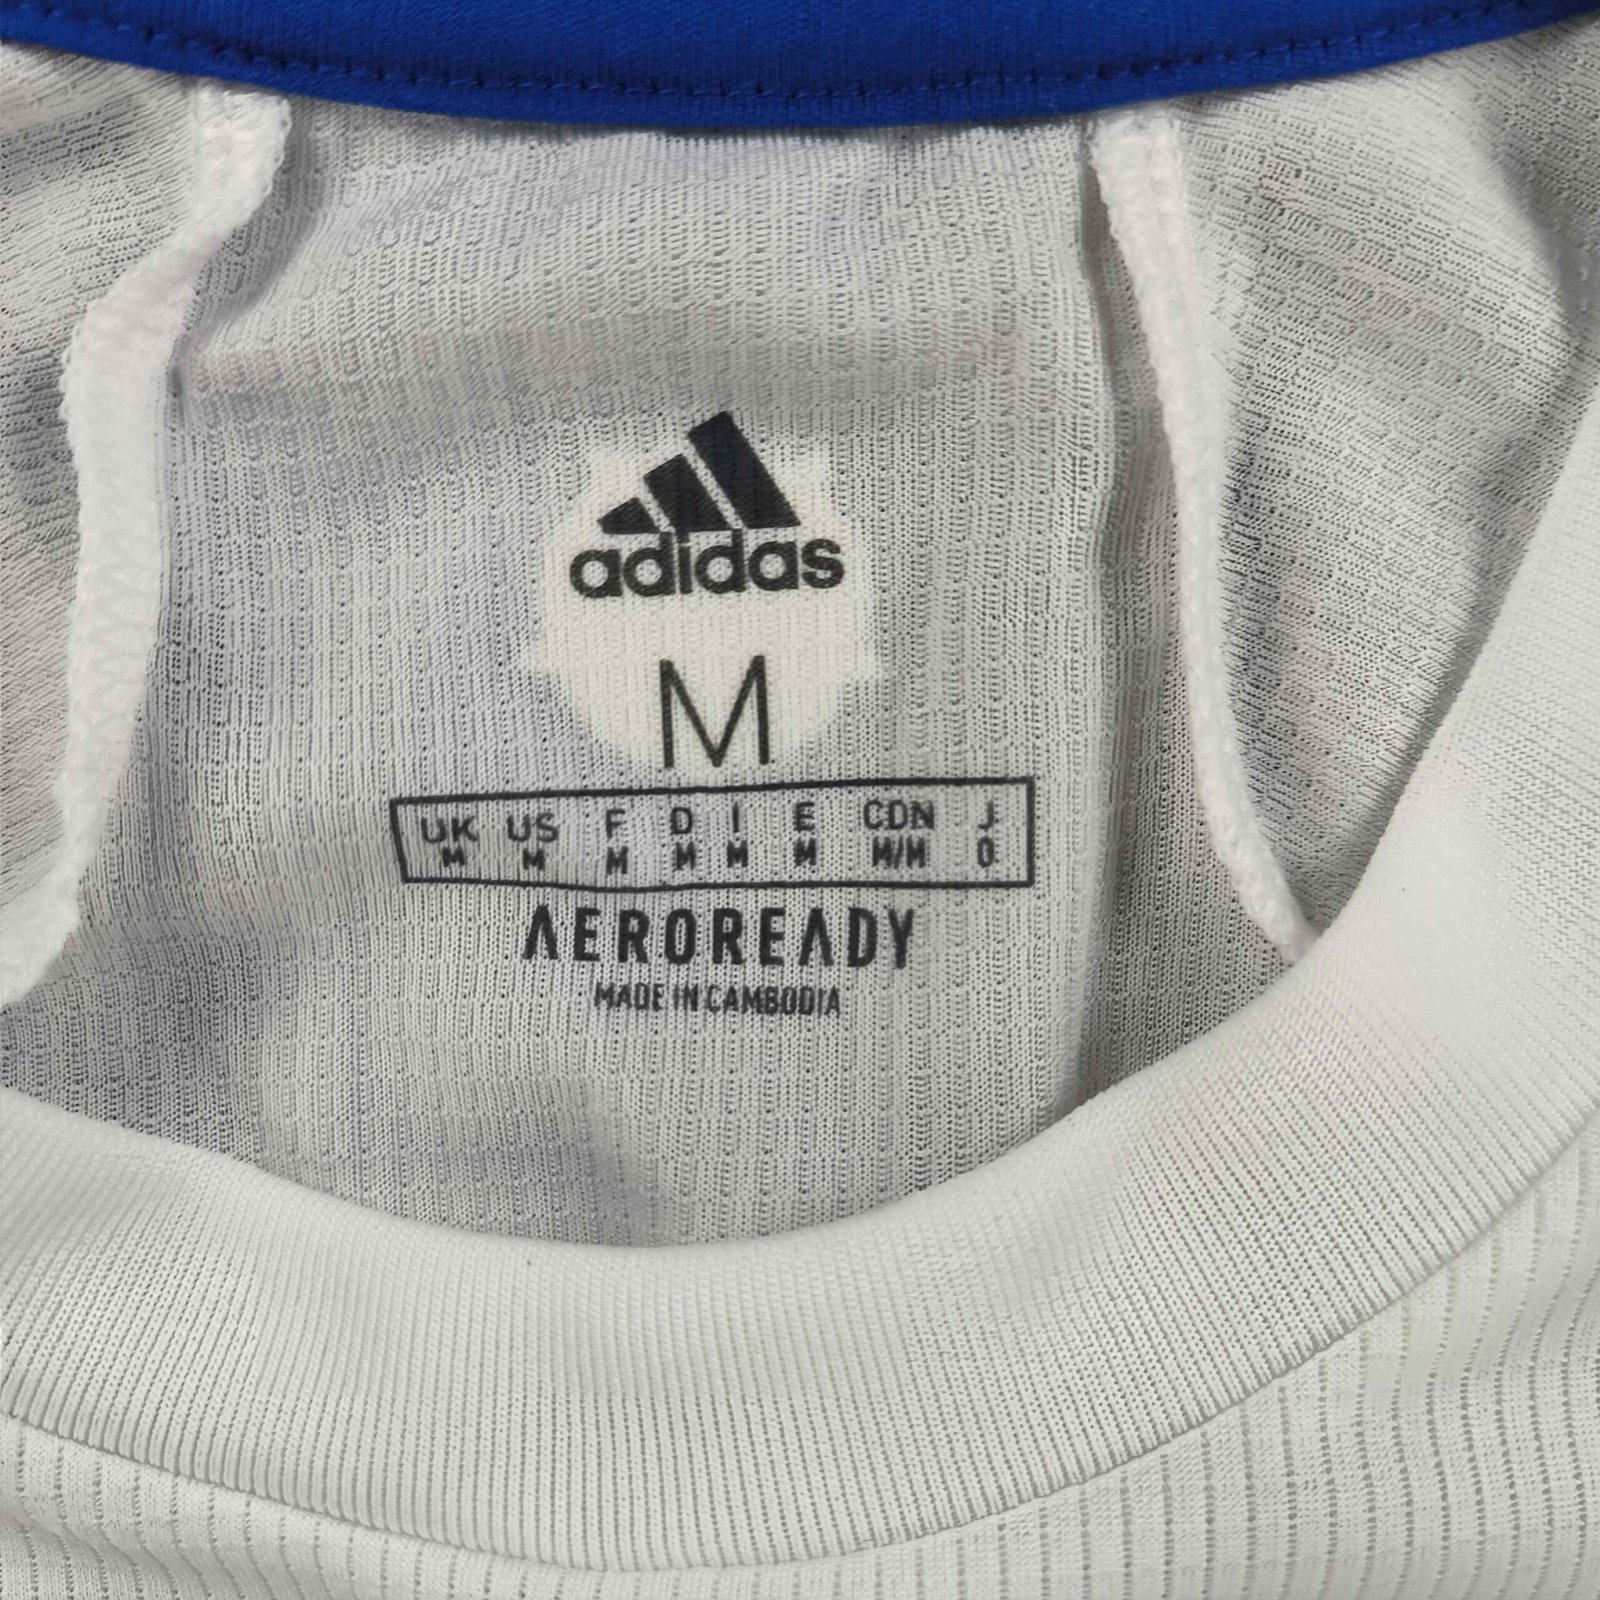 adidas
M
UK US F D I E CDN J
M M M M M M M/M O
AEROREADY
MADE IN CAMBODIA